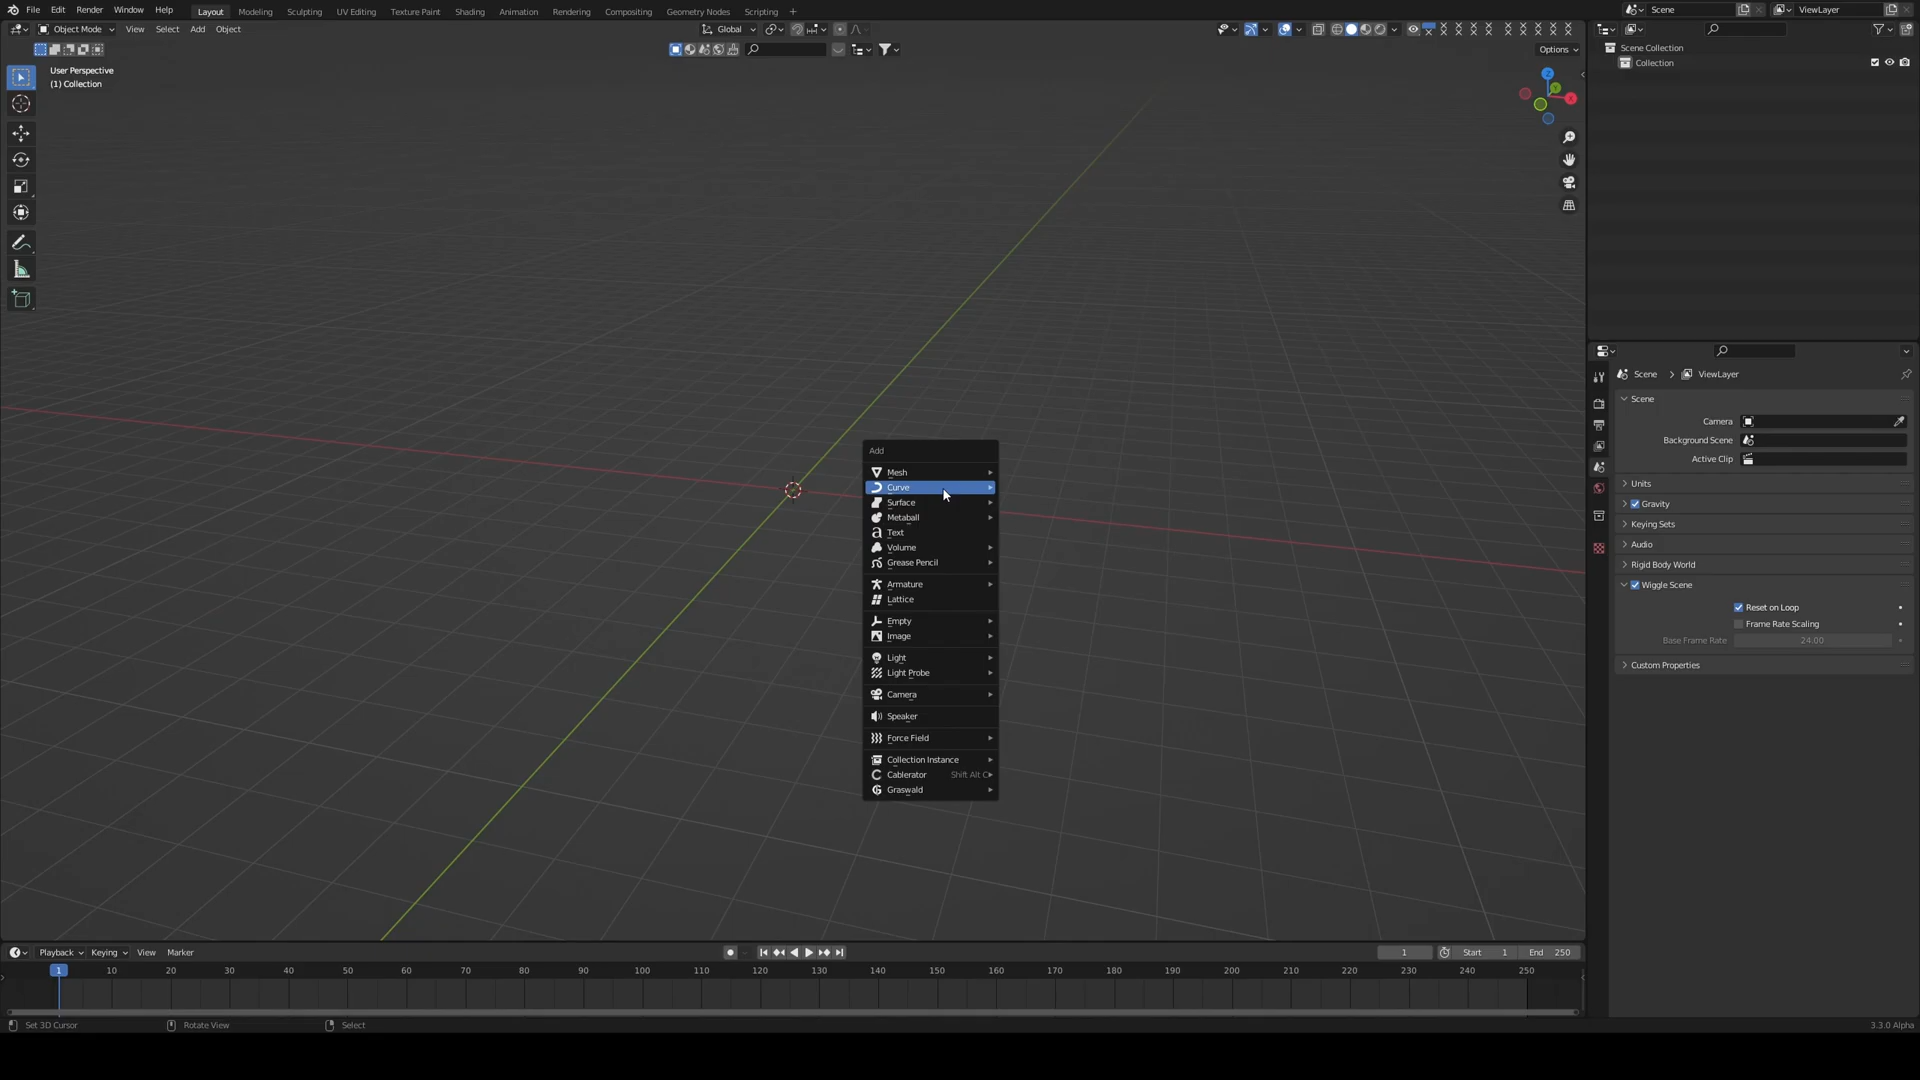 File Edit Render Window Help Layout Modeling Sculpting UV Editing Texture Paint Shading Animation Rendering Compositing Geometry Nodes Scripting + Scene ViewLayer
Object Mode View Select Add Object Global
Options
User Perspective
(1) Collection
Z
Y
X
Scene Collection
Collection
Scene > ViewLayer
Scene
Camera
Background Scene
Active Clip
Units
Gravity
Keying Sets
Audio
Rigid Body World
Wiggle Scene
Reset on Loop
Frame Rate Scaling
Base Frame Rate 24.00
Custom Properties
Add
Mesh
Curve
Surface
Metaball
Text
Volume
Grease Pencil
Armature
Lattice
Empty
Image
Light
Light Probe
Camera
Speaker
Force Field
Collection Instance
Cablerator Shift Alt C
Graswald
Playback Keying View Marker 1 Start 1 End 250
1 10 20 30 40 50 60 70 80 90 100 110 120 130 140 150 160 170 180 190 200 210 220 230 240 250
Set 3D Cursor Rotate View Select 3.3.0 Alpha